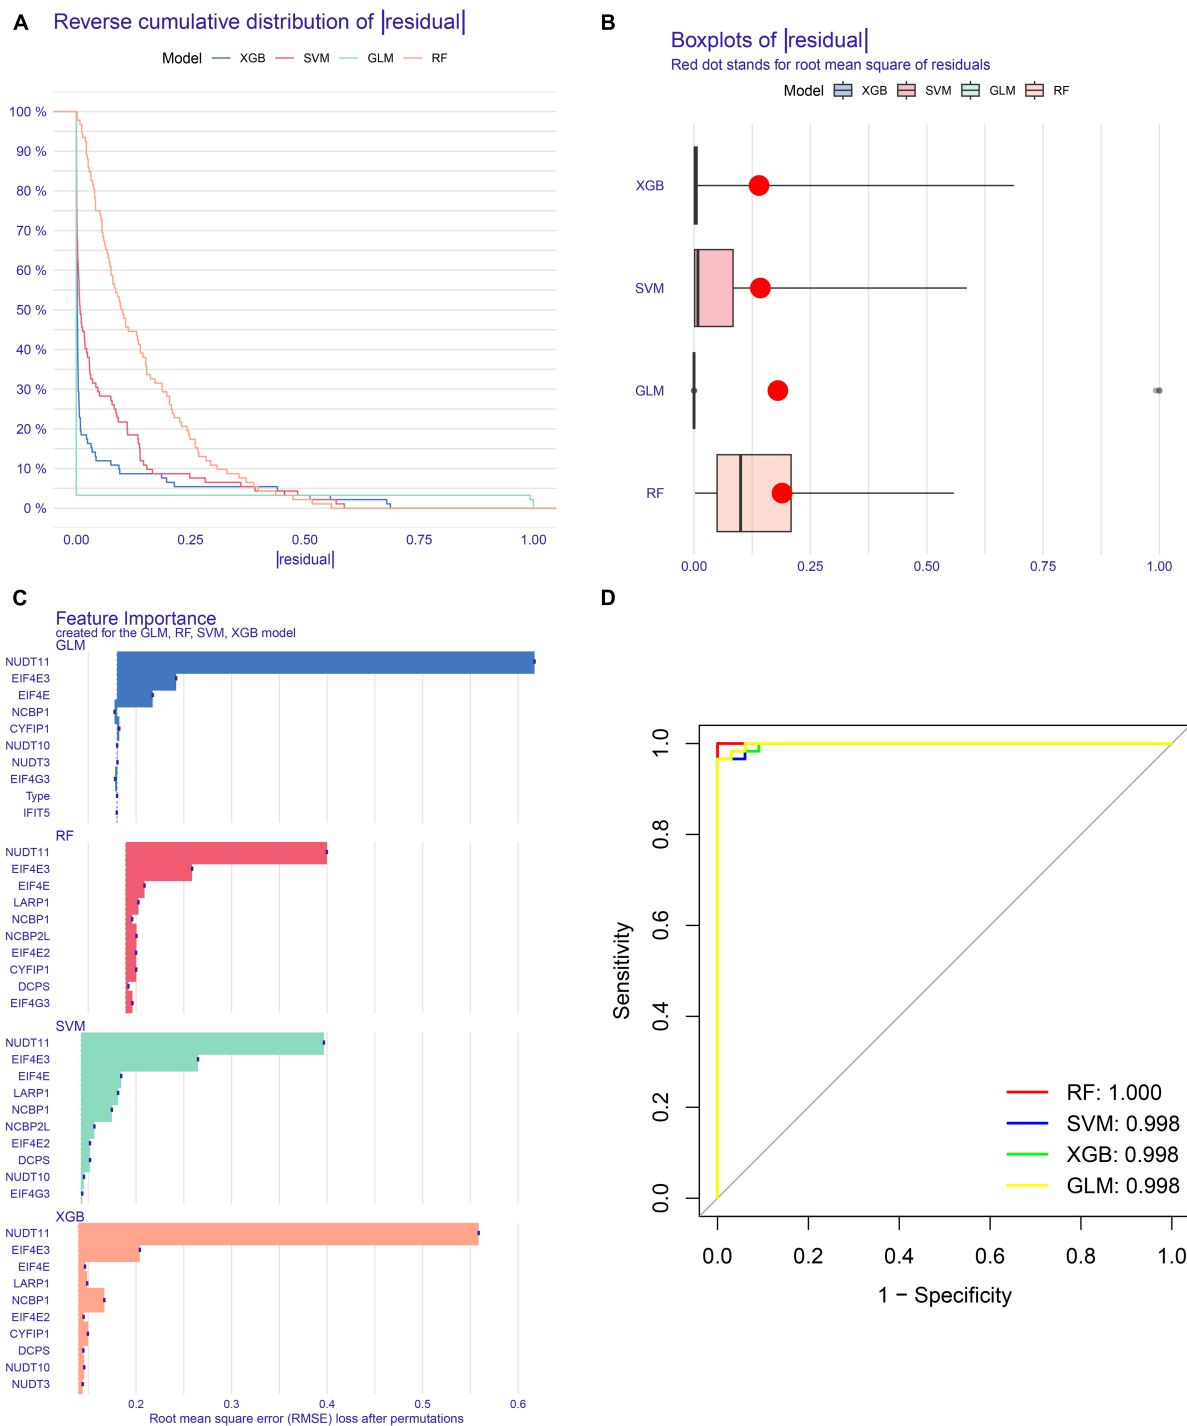 A
Reverse cumulative distribution of |residual|
Model XGB SVM GLM RF
100 %
90 %
80 %
70 %
60 %
50 %
40 %
30 %
20 %
10 %
0 %
0.00 0.25 0.50 0.75 1.00
|residual|
B
Boxplots of |residual|
Red dot stands for root mean square of residuals
Model XGB SVM GLM RF
XGB
SVM
GLM
RF
0.00 0.25 0.50 0.75 1.00
C
Feature Importance
created for the GLM, RF, SVM, XGB model
GLM
NUDT11
EIF4E3
EIF4E
NCBP1
CYFIP1
NUDT10
NUDT3
EIF4G3
Type
IFIT5
RF
NUDT11
EIF4E3
EIF4E
LARP1
NCBP1
NCBP2L
EIF4E2
CYFIP1
DCPS
EIF4G3
SVM
NUDT11
EIF4E3
EIF4E
LARP1
NCBP1
NCBP2L
EIF4E2
DCPS
NUDT10
EIF4G3
XGB
NUDT11
EIF4E3
EIF4E
LARP1
NCBP1
EIF4E2
CYFIP1
DCPS
NUDT10
NUDT3
0.2 0.3 0.4 0.5 0.6
Root mean square error (RMSE) loss after permutations
D
1.0
0.8
0.6
0.4
0.2
0.0
Sensitivity
RF: 1.000
SVM: 0.998
XGB: 0.998
GLM: 0.998
0.0 0.2 0.4 0.6 0.8 1.0
1 − Specificity